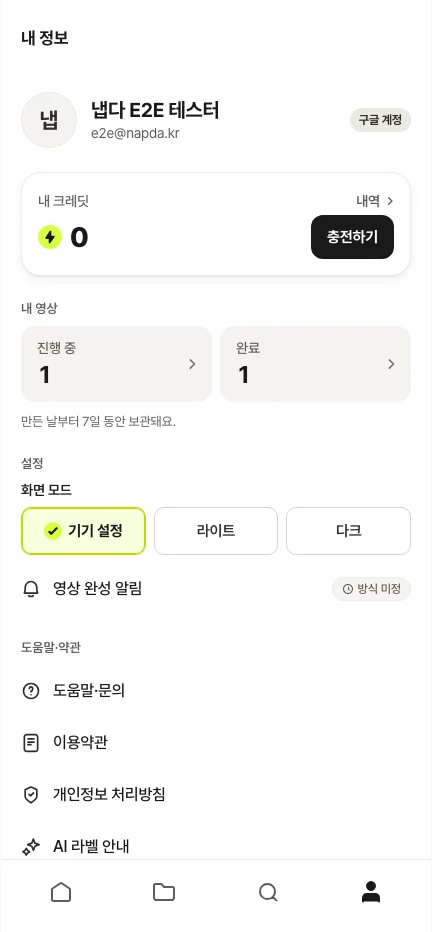 내 정보
냅
냅다 E2E 테스터
e2e@napda.kr
구글 계정
내 크레딧
내역
0
충전하기
내 영상
진행 중
1
완료
1
만든 날부터 7일 동안 보관돼요.
설정
화면 모드
기기 설정
라이트
다크
영상 완성 알림
방식 미정
도움말·약관
도움말·문의
이용약관
개인정보 처리방침
AI 라벨 안내